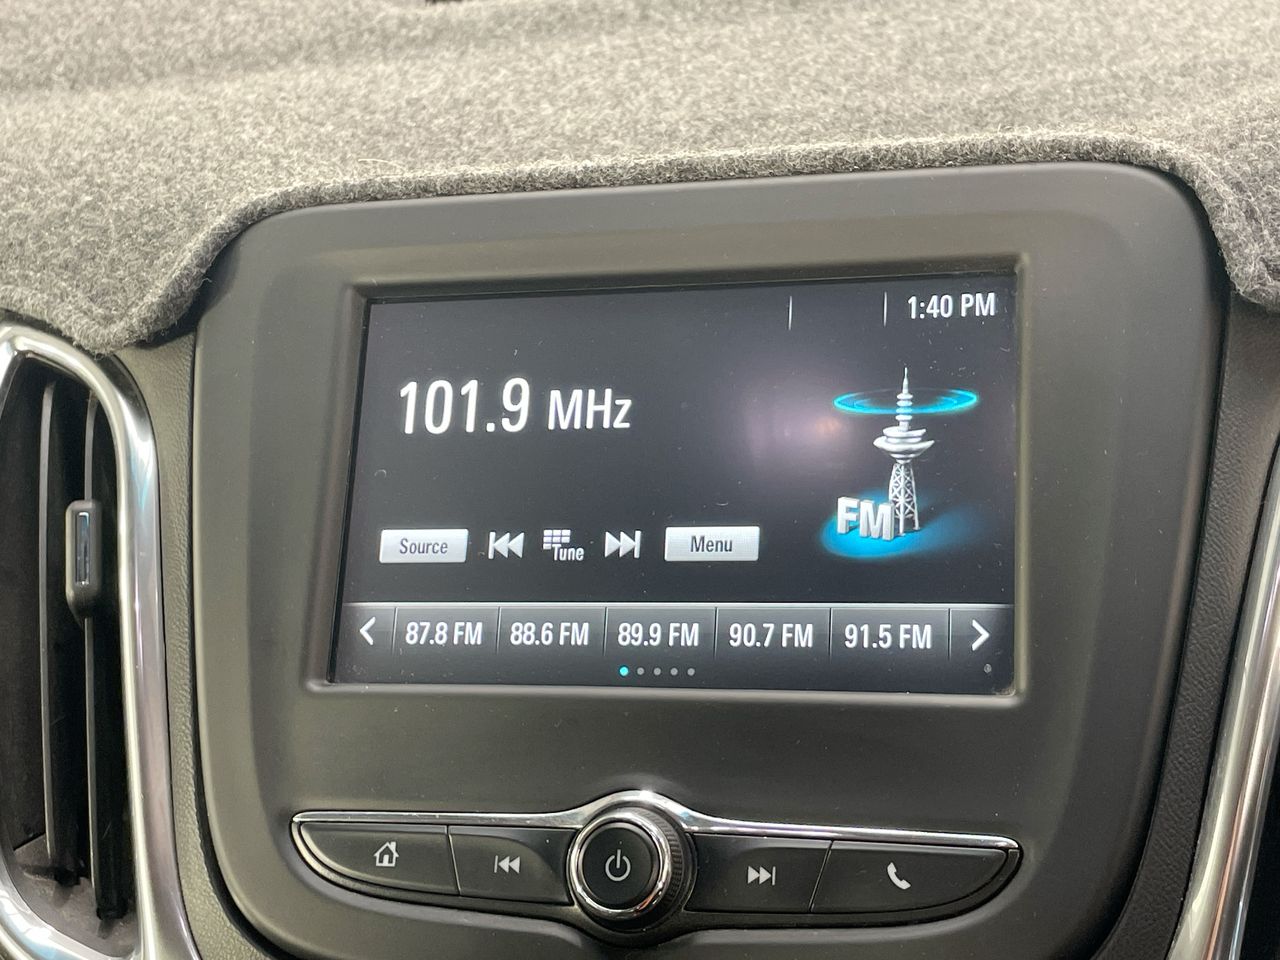 1:40 PM
101.9 MHz
FM
Source
Tune
Menu
87.8 FM
88.6 FM
89.9 FM
90.7 FM
91.5 FM